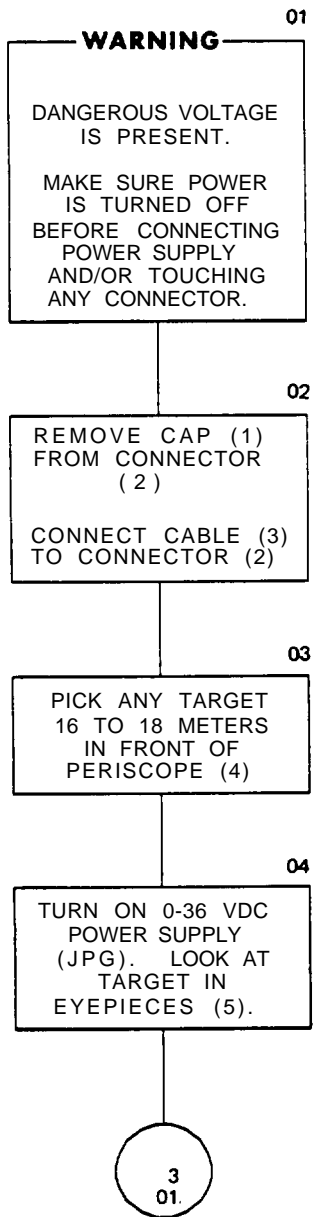 01
WARNING
DANGEROUS VOLTAGE
IS PRESENT.
MAKE SURE POWER
IS TURNED OFF
BEFORE CONNECTING
POWER SUPPLY
AND/OR TOUCHING
ANY CONNECTOR.
02
REMOVE CAP (1)
FROM CONNECTOR
(2)
CONNECT CABLE (3)
TO CONNECTOR (2)
03
PICK ANY TARGET
16 TO 18 METERS
IN FRONT OF
PERISCOPE (4)
04
TURN ON 0-36 VDC
POWER SUPPLY
(JPG). LOOK AT
TARGET IN
EYEPIECES (5).
3
01.